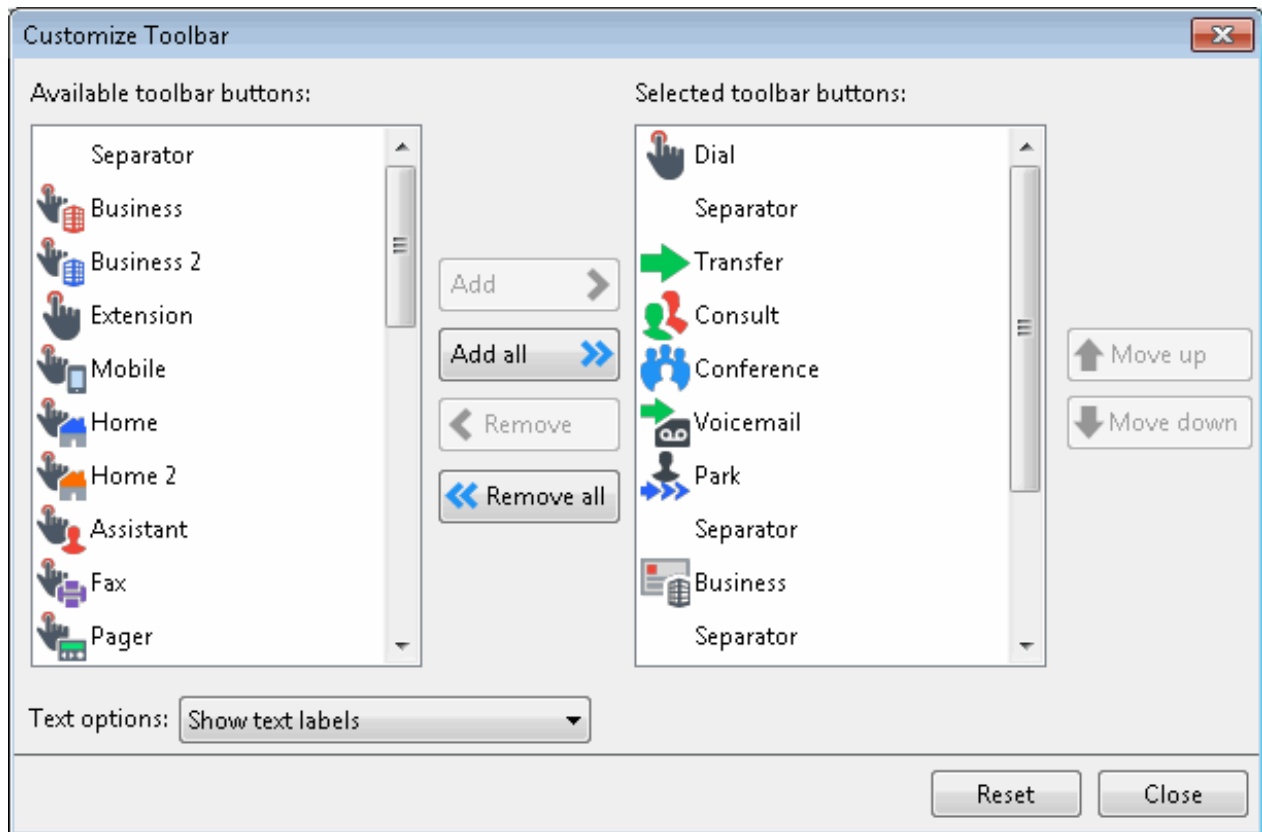 Customize Toolbar
Available toolbar buttons:
Separator
Business
Business 2
Extension
Mobile
Home
Home 2
Assistant
Fax
Pager
Add
Add all
Remove
Remove all
Selected toolbar buttons:
Dial
Separator
Transfer
Consult
Conference
Voicemail
Park
Separator
Business
Separator
Move up
Move down
Text options: Show text labels
Reset
Close